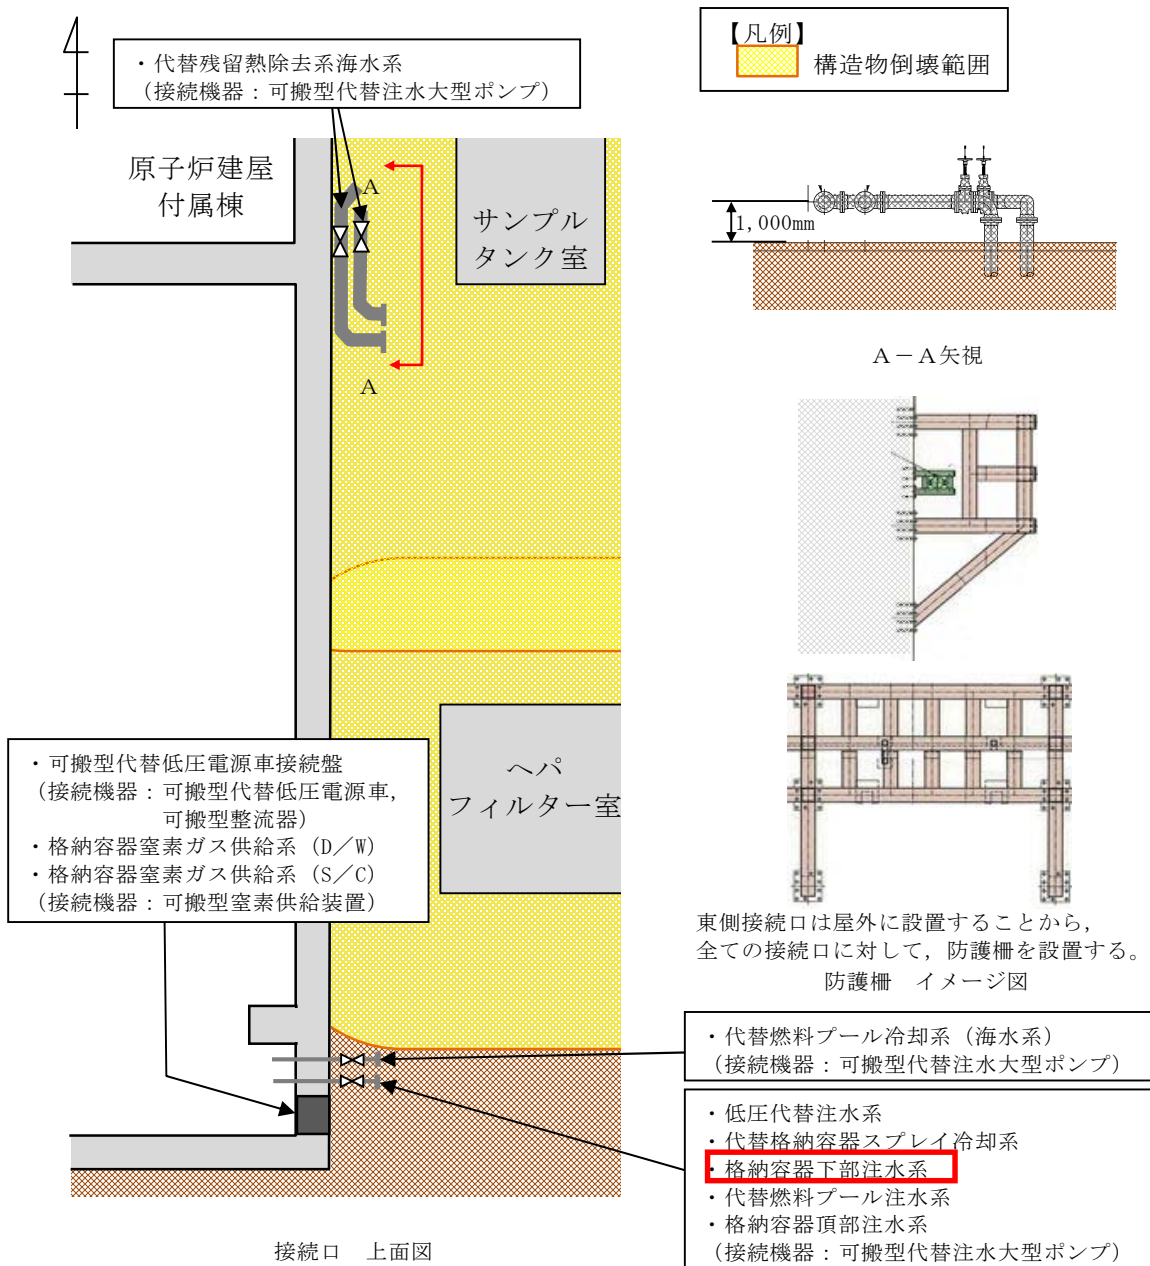 ・代替残留熱除去系海水系
(接続機器：可搬型代替注水大型ポンプ)
【凡例】
構造物倒壊範囲
原子炉建屋
付属棟
A
サンプル
タンク室
A
1,000mm
A－A矢視
ヘパ
フィルター室
・可搬型代替低圧電源車接続盤
(接続機器：可搬型代替低圧電源車,
可搬型整流器)
・格納容器窒素ガス供給系 (D／W)
・格納容器窒素ガス供給系 (S／C)
(接続機器：可搬型窒素供給装置)
東側接続口は屋外に設置することから,
全ての接続口に対して, 防護柵を設置する。
防護柵　イメージ図
・代替燃料プール冷却系 (海水系)
(接続機器：可搬型代替注水大型ポンプ)
・低圧代替注水系
・代替格納容器スプレイ冷却系
・格納容器下部注水系
・代替燃料プール注水系
・格納容器頂部注水系
(接続機器：可搬型代替注水大型ポンプ)
接続口　上面図